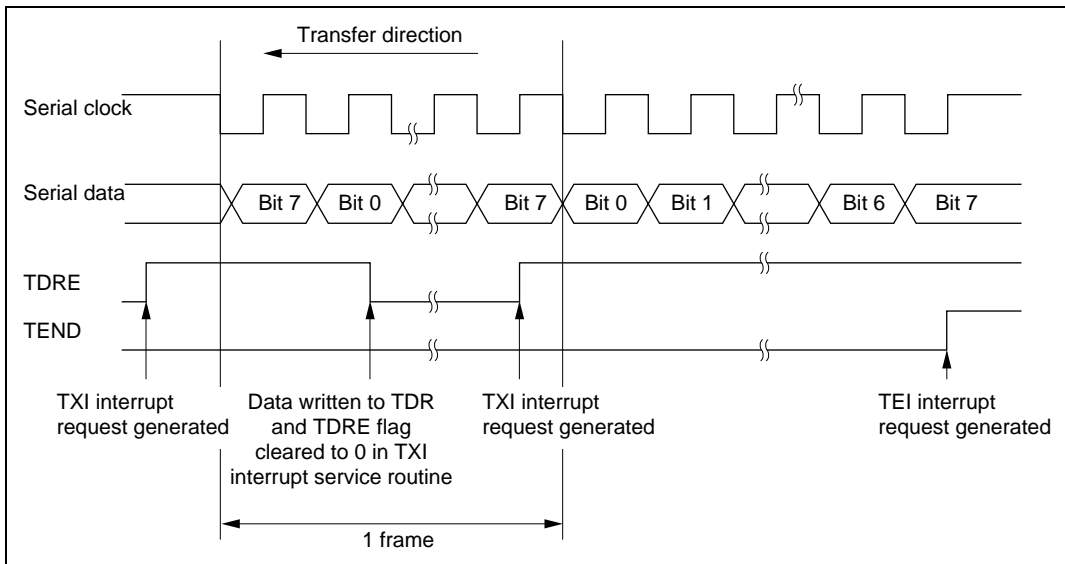 Transfer direction
Serial clock
Serial data
Bit 7 Bit 0 Bit 7 Bit 0 Bit 1 Bit 6 Bit 7
TDRE
TEND
TXI interrupt
request generated
Data written to TDR
and TDRE flag
cleared to 0 in TXI
interrupt service routine
TXI interrupt
request generated
TEI interrupt
request generated
1 frame